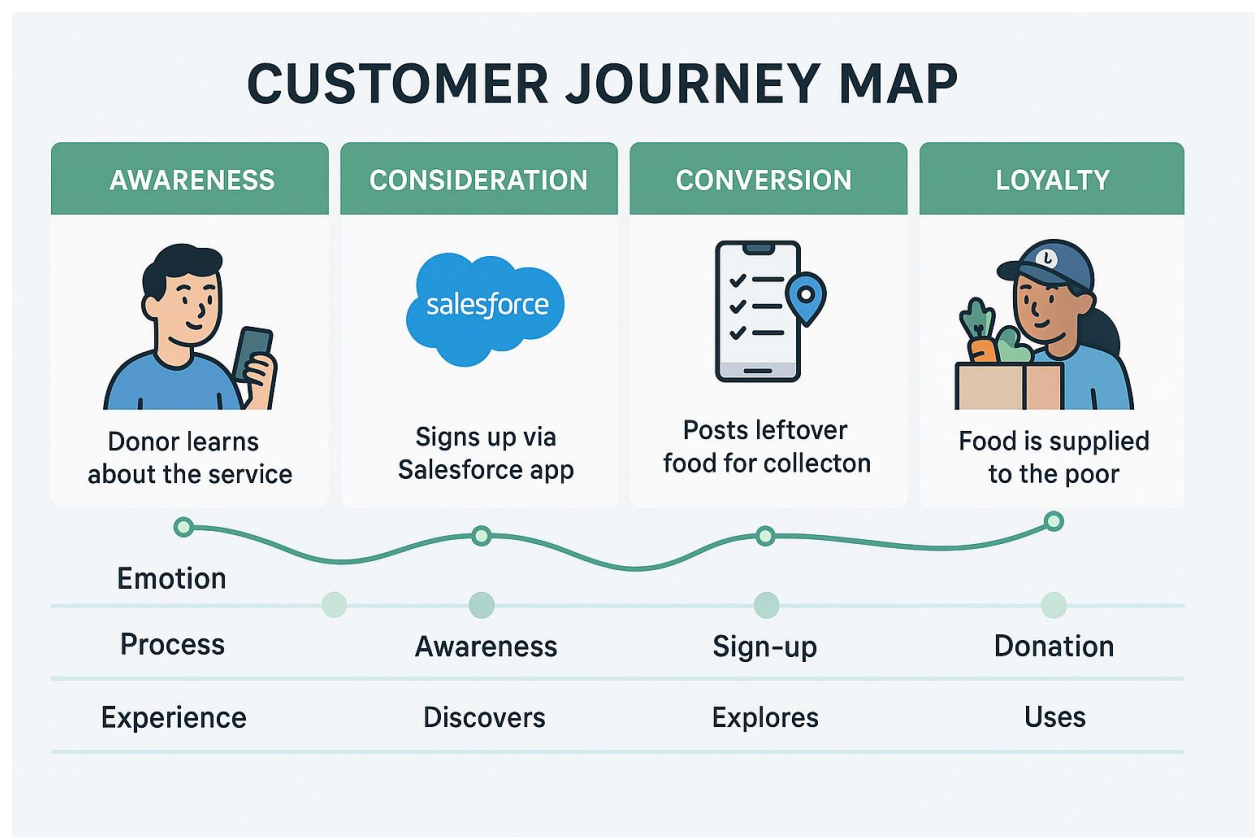 CUSTOMER JOURNEY MAP
AWARENESS
CONSIDERATION
CONVERSION
LOYALTY
salesforce
Donor learns
about the service
Signs up via
Salesforce app
Posts leftover
food for collecton
Food is supplied
to the poor
Emotion
Process
Awareness
Sign-up
Donation
Experience
Discovers
Explores
Uses